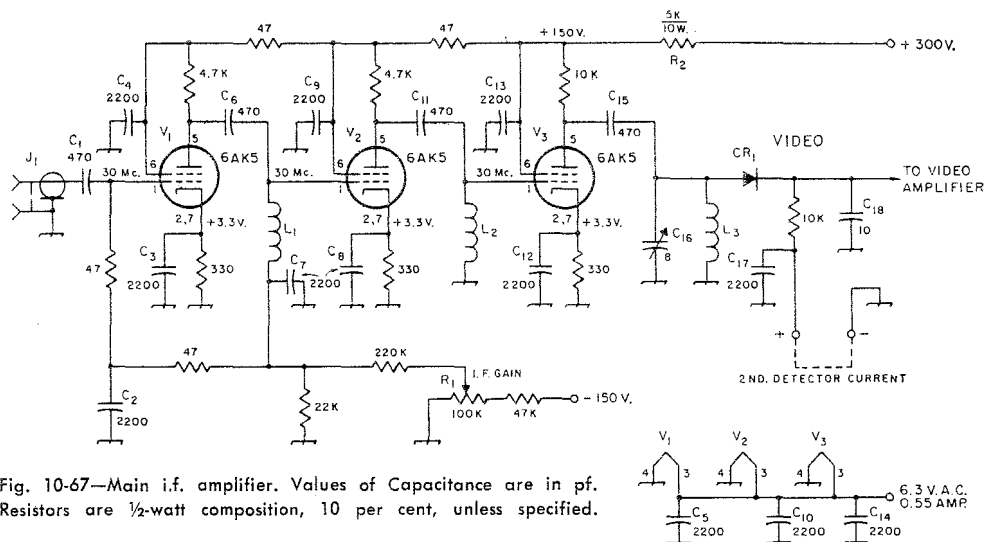 47
47
+150V.
5K
10W.
R2
+ 300V.
4.7K
4.7K
10K
C4
2200
C6
470
C9
2200
C11
470
C13
2200
C15
470
V1
5
6AK5
V2
5
6AK5
V3
5
6AK5
VIDEO
CR1
J1
C1
470
6
1
30 Mc.
6
1
30 Mc.
6
1
TO VIDEO
AMPLIFIER
2,7
+3.3V.
2,7
+3.3V.
2,7
+3.3V.
47
C3
2200
330
L1
C7
2200
C8
330
L2
C12
2200
330
C16
8
L3
10K
C17
2200
C18
10
+
-
2ND. DETECTOR CURRENT
47
C2
2200
22K
220K
R1
I.F. GAIN
100K
47K
-150V.
V1
4
3
V2
4
3
V3
4
3
6.3 V. A.C.
0.55 AMP.
C5
2200
C10
2200
C14
2200
Fig. 10-67—Main i.f. amplifier. Values of Capacitance are in pf.
Resistors are ½-watt composition, 10 per cent, unless specified.